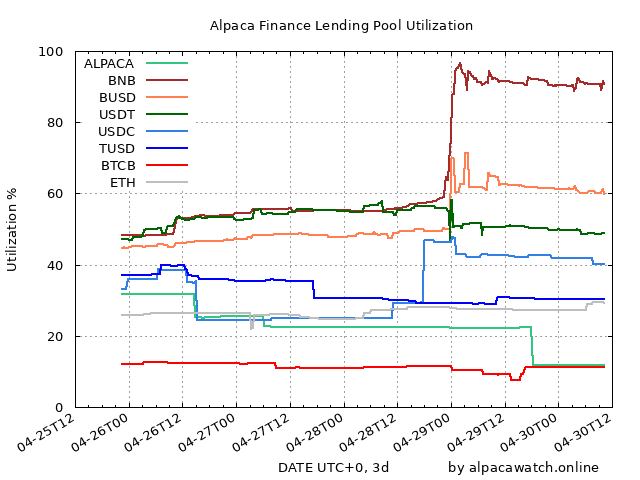 Alpaca Finance Lending Pool Utilization
100
80
60
40
20
0
Utilization %
ALPACA
BNB
BUSD
USDT
USDC
TUSD
BTCB
ETH
04-25T12
04-26T00
04-26T12
04-27T00
04-27T12
04-28T00
04-28T12
04-29T00
04-29T12
04-30T00
04-30T12
DATE UTC+0, 3d
by alpacawatch.online